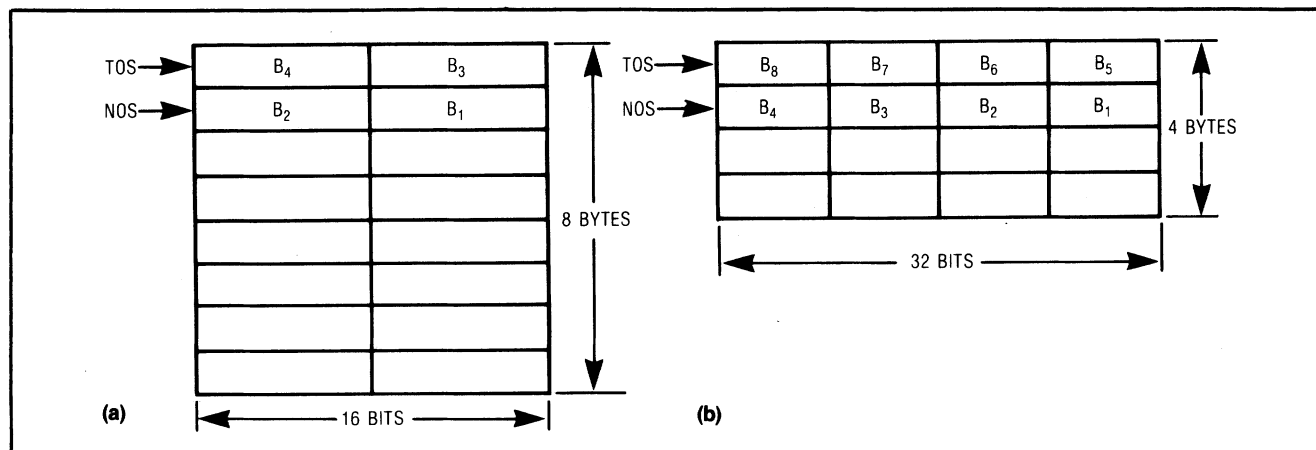 TOS B₄ B₃
NOS B₂ B₁
8 BYTES
(a)
16 BITS
TOS B₈ B₇ B₆ B₅
NOS B₄ B₃ B₂ B₁
4 BYTES
32 BITS
(b)